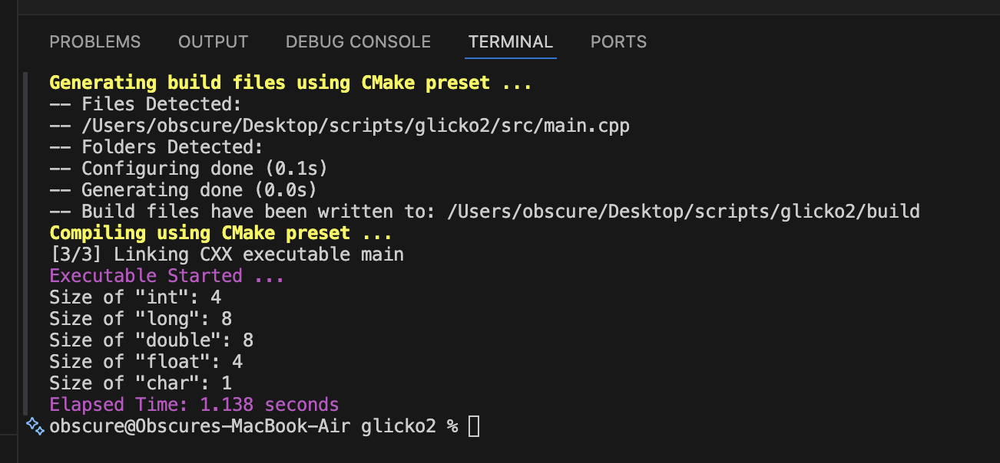 PROBLEMS OUTPUT DEBUG CONSOLE TERMINAL PORTS
Generating build files using CMake preset ...
-- Files Detected:
-- /Users/obscure/Desktop/scripts/glicko2/src/main.cpp
-- Folders Detected:
-- Configuring done (0.1s)
-- Generating done (0.0s)
-- Build files have been written to: /Users/obscure/Desktop/scripts/glicko2/build
Compiling using CMake preset ...
[3/3] Linking CXX executable main
Executable Started ...
Size of "int": 4
Size of "long": 8
Size of "double": 8
Size of "float": 4
Size of "char": 1
Elapsed Time: 1.138 seconds
obscure@Obscures-MacBook-Air glicko2 %